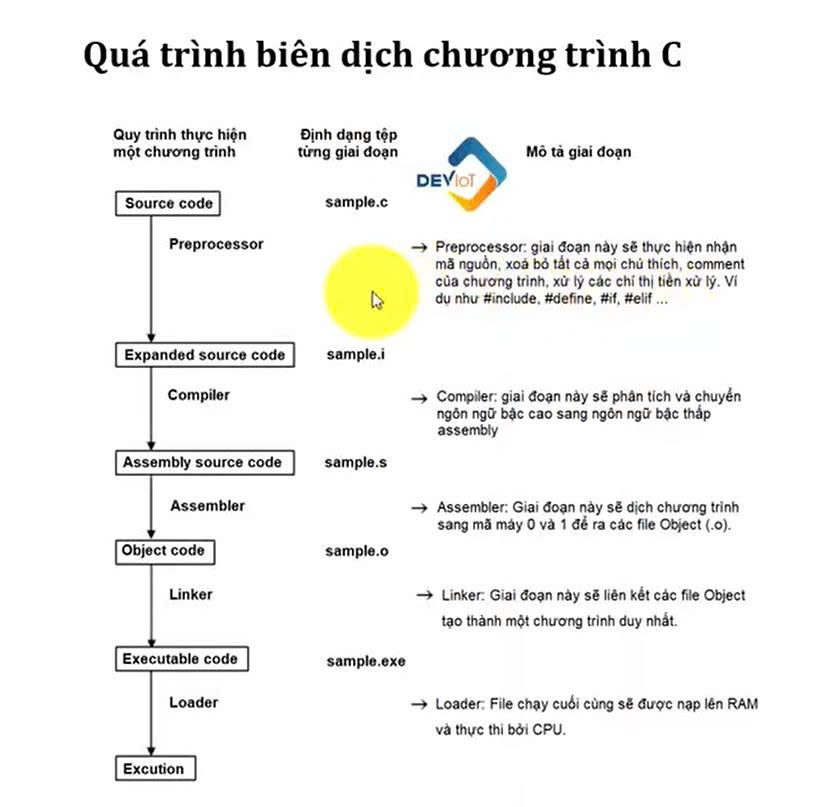 Quá trình biên dịch chương trình C
Quy trình thực hiện
một chương trình
Định dạng tệp
từng giai đoạn
DEVIoT
Mô tả giai đoạn
Source code
sample.c
Preprocessor
→ Preprocessor: giai đoạn này sẽ thực hiện nhận
mã nguồn, xoá bỏ tất cả mọi chú thích, comment
của chương trình, xử lý các chỉ thị tiền xử lý. Ví
dụ như #include, #define, #if, #elif ...
Expanded source code
sample.i
Compiler
→ Compiler: giai đoạn này sẽ phân tích và chuyển
ngôn ngữ bậc cao sang ngôn ngữ bậc thấp
assembly
Assembly source code
sample.s
Assembler
→ Assembler: Giai đoạn này sẽ dịch chương trình
sang mã máy 0 và 1 để ra các file Object (.o).
Object code
sample.o
Linker
→ Linker: Giai đoạn này sẽ liên kết các file Object
tạo thành một chương trình duy nhất.
Executable code
sample.exe
Loader
→ Loader: File chạy cuối cùng sẽ được nạp lên RAM
và thực thi bởi CPU.
Excution